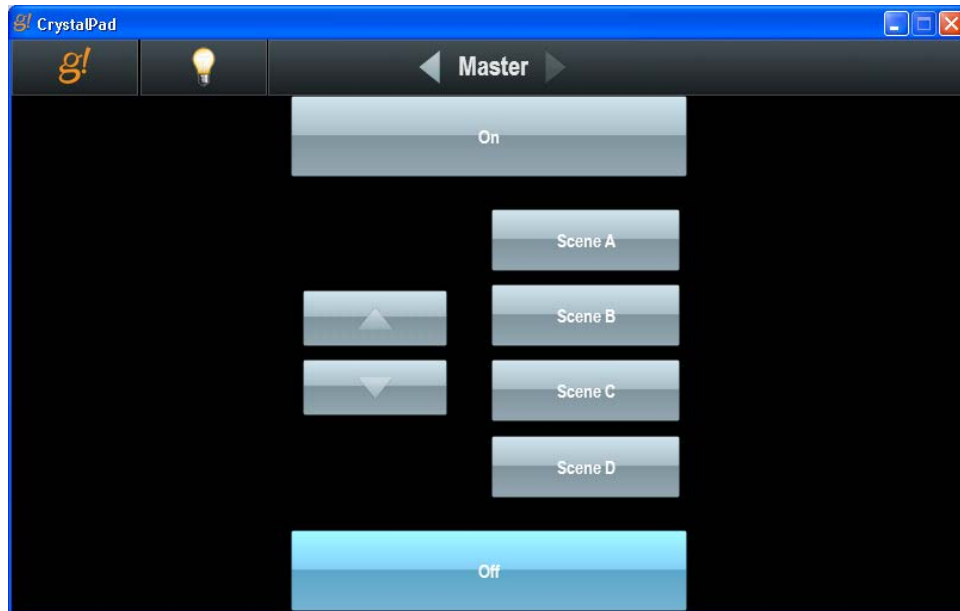 g! CrystalPad
g!
Master
On
Scene A
Scene B
Scene C
Scene D
Off